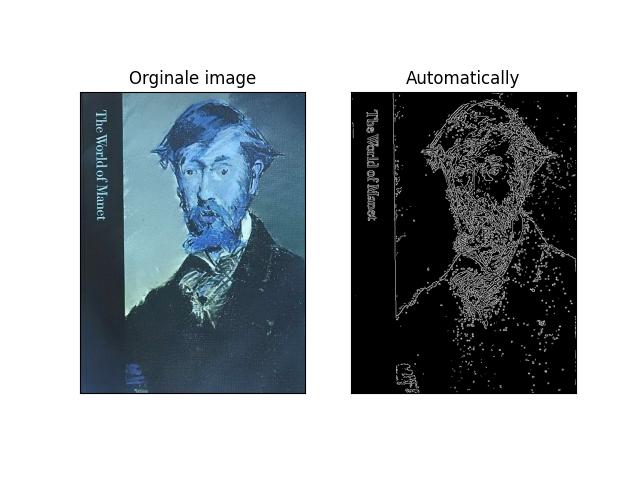 Orginale image
Automatically
The World of Manet
The World of Manet